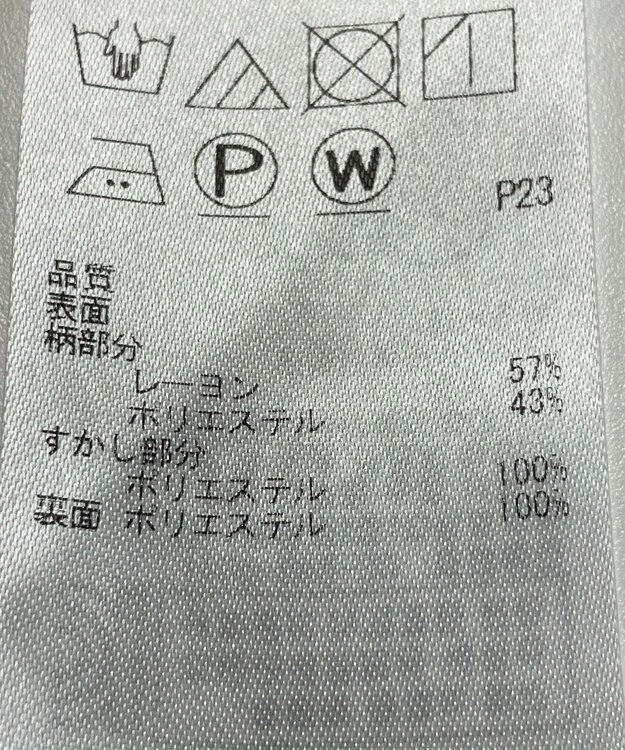 P W P23
品質
表面
柄部分
レーヨン 57%
ポリエステル 43%
すかし部分
ポリエステル 100%
裏面 ポリエステル 100%